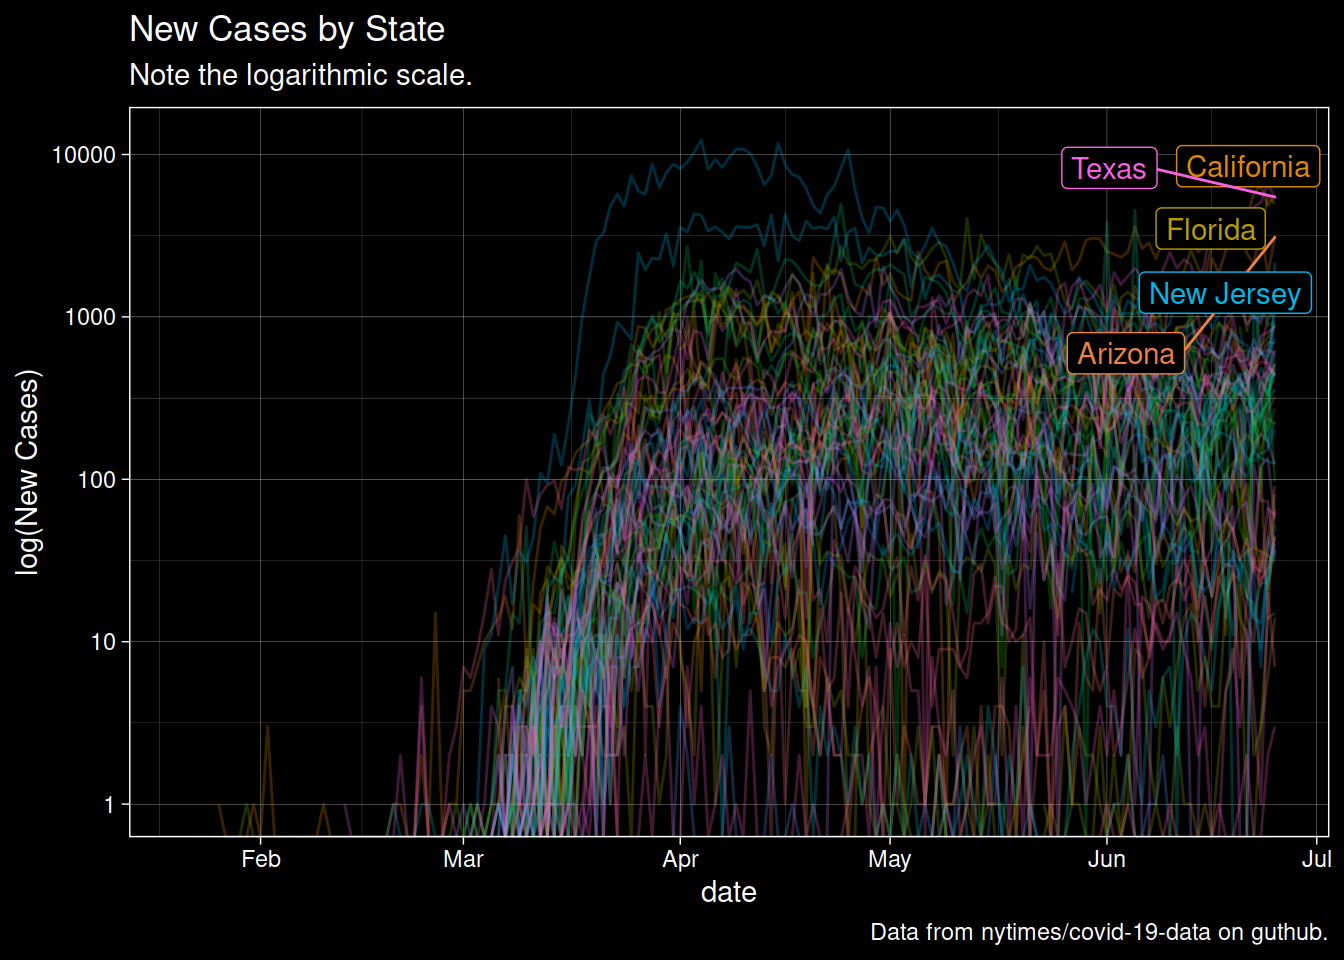 New Cases by State
Note the logarithmic scale.
log(New Cases)
10000
1000
100
10
1
Texas
California
Florida
New Jersey
Arizona
Feb
Mar
Apr
May
Jun
Jul
date
Data from nytimes/covid-19-data on guthub.